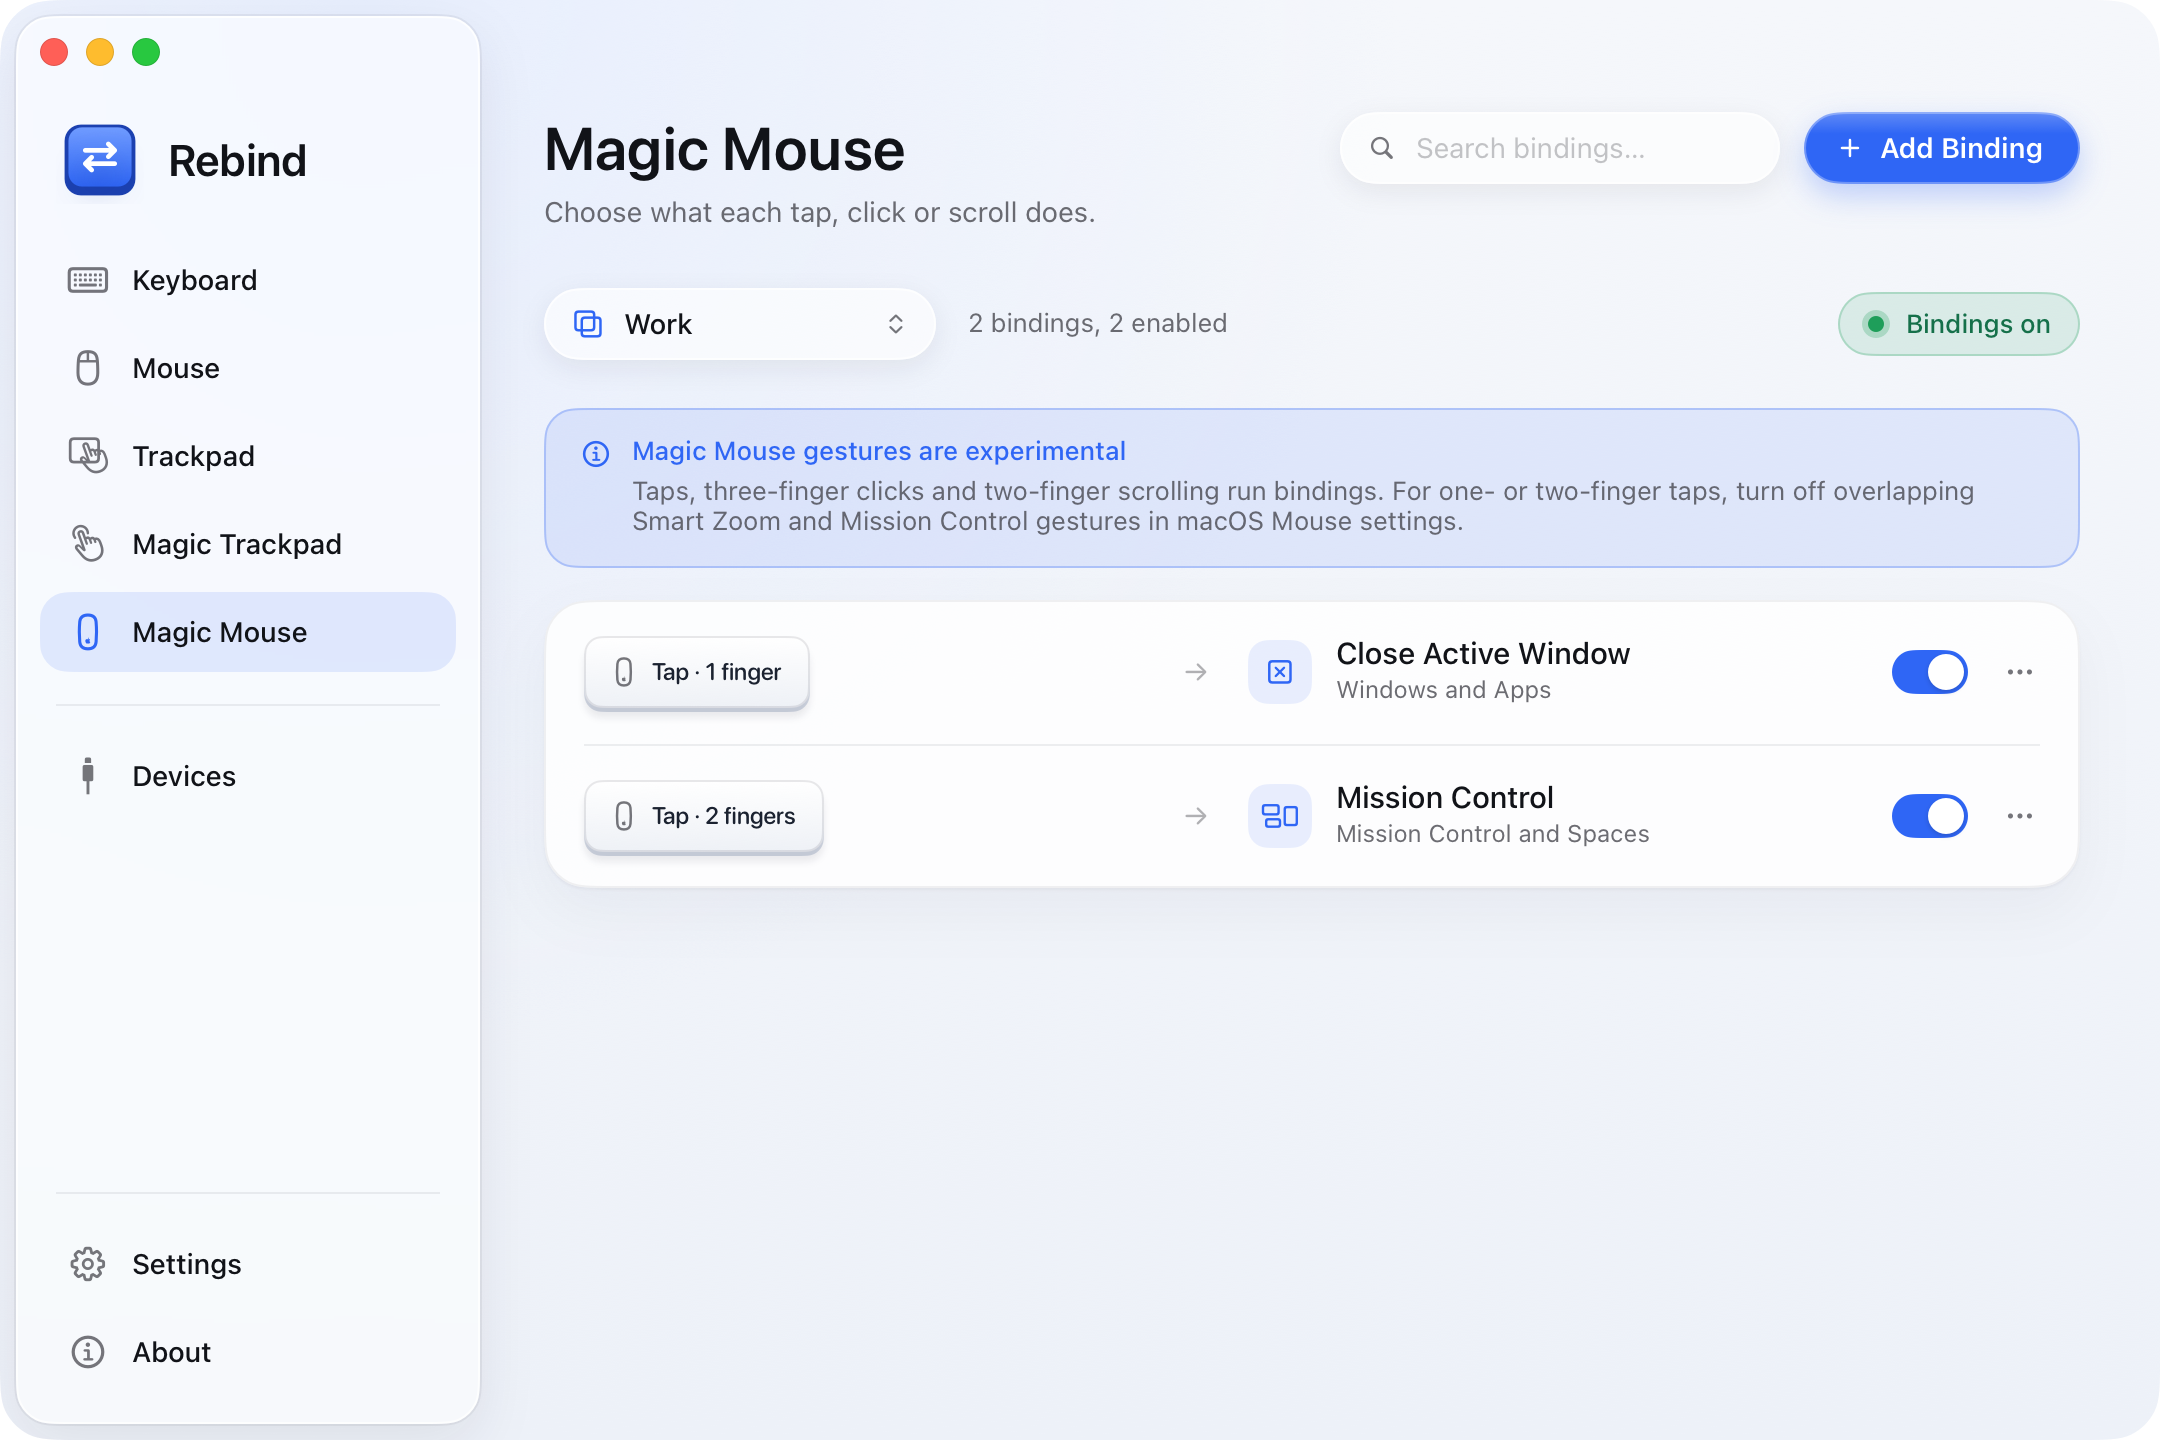 Rebind
Keyboard
Mouse
Trackpad
Magic Trackpad
Magic Mouse
Devices
Settings
About
Magic Mouse
Choose what each tap, click or scroll does.
Search bindings...
+ Add Binding
Work
2 bindings, 2 enabled
Bindings on
Magic Mouse gestures are experimental
Taps, three-finger clicks and two-finger scrolling run bindings. For one- or two-finger taps, turn off overlapping
Smart Zoom and Mission Control gestures in macOS Mouse settings.
Tap · 1 finger
Close Active Window
Windows and Apps
Tap · 2 fingers
Mission Control
Mission Control and Spaces